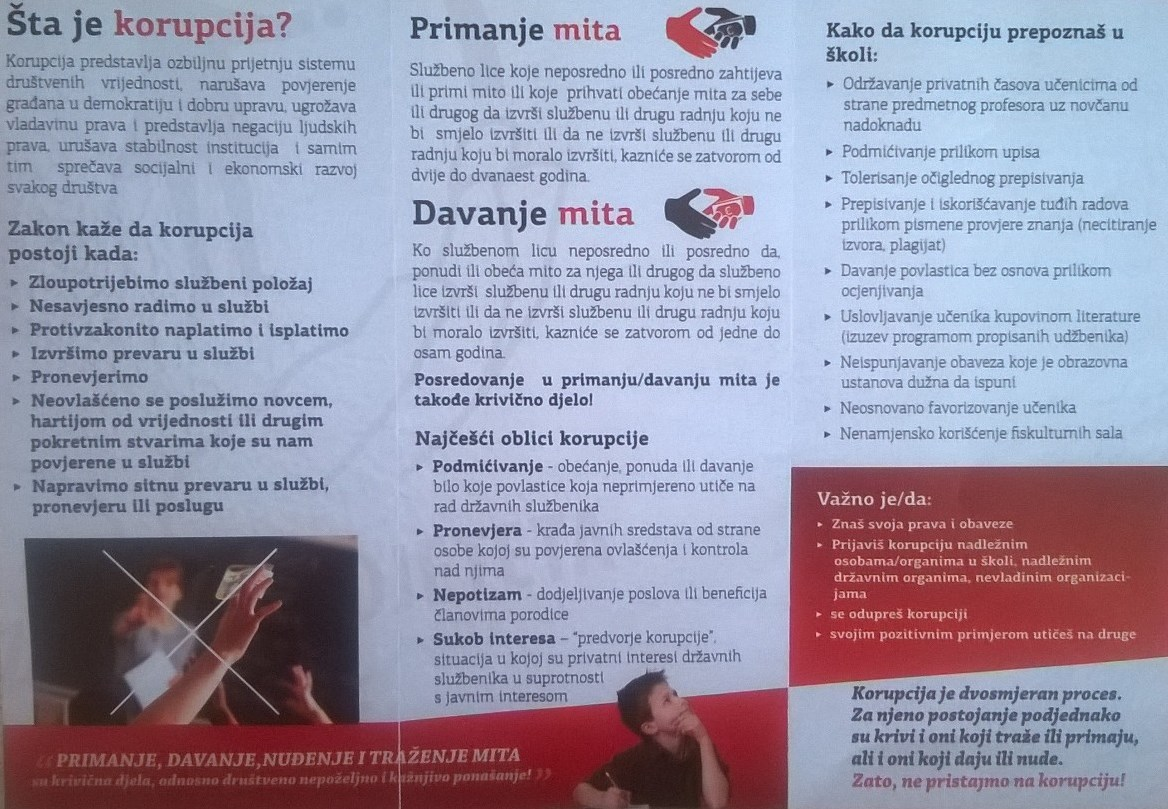 Šta je korupcija?
Korupcija predstavlja ozbiljnu prijetnju sistemu
društvenih vrijednosti, narušava povjerenje
građana u demokratiju i dobru upravu, ugrožava
vladavinu prava i predstavlja negaciju ljudskih
prava, urušava stabilnost institucija i samim
tim sprečava socijalni i ekonomski razvoj
svakog društva
Zakon kaže da korupcija
postoji kada:
▸ Zloupotrijebimo službeni položaj
▸ Nesavjesno radimo u službi
▸ Protivzakonito naplatimo i isplatimo
▸ Izvršimo prevaru u službi
▸ Pronevjerimo
▸ Neovlašćeno se poslužimo novcem,
hartijom od vrijednosti ili drugim
pokretnim stvarima koje su nam
povjerene u službi
▸ Napravimo sitnu prevaru u službi,
pronevjeru ili poslugu
“ PRIMANJE, DAVANJE,NUĐENJE I TRAŽENJE MITA
su krivična djela, odnosno društveno nepoželjno i kažnjivo ponašanje! ”
Primanje mita
Službeno lice koje neposredno ili posredno zahtijeva
ili primi mito ili koje prihvati obećanje mita za sebe
ili drugog da izvrši službenu ili drugu radnju koju ne
bi smjelo izvršiti ili da ne izvrši službenu ili drugu
radnju koju bi moralo izvršiti, kazniće se zatvorom od
dvije do dvanaest godina.
Davanje mita
Ko službenom licu neposredno ili posredno da,
ponudi ili obeća mito za njega ili drugog da službeno
lice izvrši službenu ili drugu radnju koju ne bi smjelo
izvršiti ili da ne izvrši službenu ili drugu radnju koju
bi moralo izvršiti, kazniće se zatvorom od jedne do
osam godina.
Posredovanje u primanju/davanju mita je
takođe krivično djelo!
Najčešći oblici korupcije
▸ Podmićivanje - obećanje, ponuda ili davanje
bilo koje povlastice koja neprimjereno utiče na
rad državnih službenika
▸ Pronevjera - krađa javnih sredstava od strane
osobe kojoj su povjerena ovlašćenja i kontrola
nad njima
▸ Nepotizam - dodjeljivanje poslova ili beneficija
članovima porodice
▸ Sukob interesa – “predvorje korupcije”,
situacija u kojoj su privatni interesi državnih
službenika u suprotnosti
s javnim interesom
Kako da korupciju prepoznaš u
školi:
▸ Održavanje privatnih časova učenicima od
strane predmetnog profesora uz novčanu
nadoknadu
▸ Podmićivanje prilikom upisa
▸ Tolerisanje očiglednog prepisivanja
▸ Prepisivanje i iskorišćavanje tuđih radova
prilikom pismene provjere znanja (necitiranje
izvora, plagijat)
▸ Davanje povlastica bez osnova prilikom
ocjenjivanja
▸ Uslovljavanje učenika kupovinom literature
(izuzev programom propisanih udžbenika)
▸ Neispunjavanje obaveza koje je obrazovna
ustanova dužna da ispuni
▸ Neosnovano favorizovanje učenika
▸ Nenamjensko korišćenje fiskulturnih sala
Važno je/da:
▸ Znaš svoja prava i obaveze
▸ Prijaviš korupciju nadležnim
osobama/organima u školi, nadležnim
državnim organima, nevladinim organizaci-
jama
▸ se odupreš korupciji
▸ svojim pozitivnim primjerom utičeš na druge
Korupcija je dvosmjeran proces.
Za njeno postojanje podjednako
su krivi i oni koji traže ili primaju,
ali i oni koji daju ili nude.
Zato, ne pristajmo na korupciju!